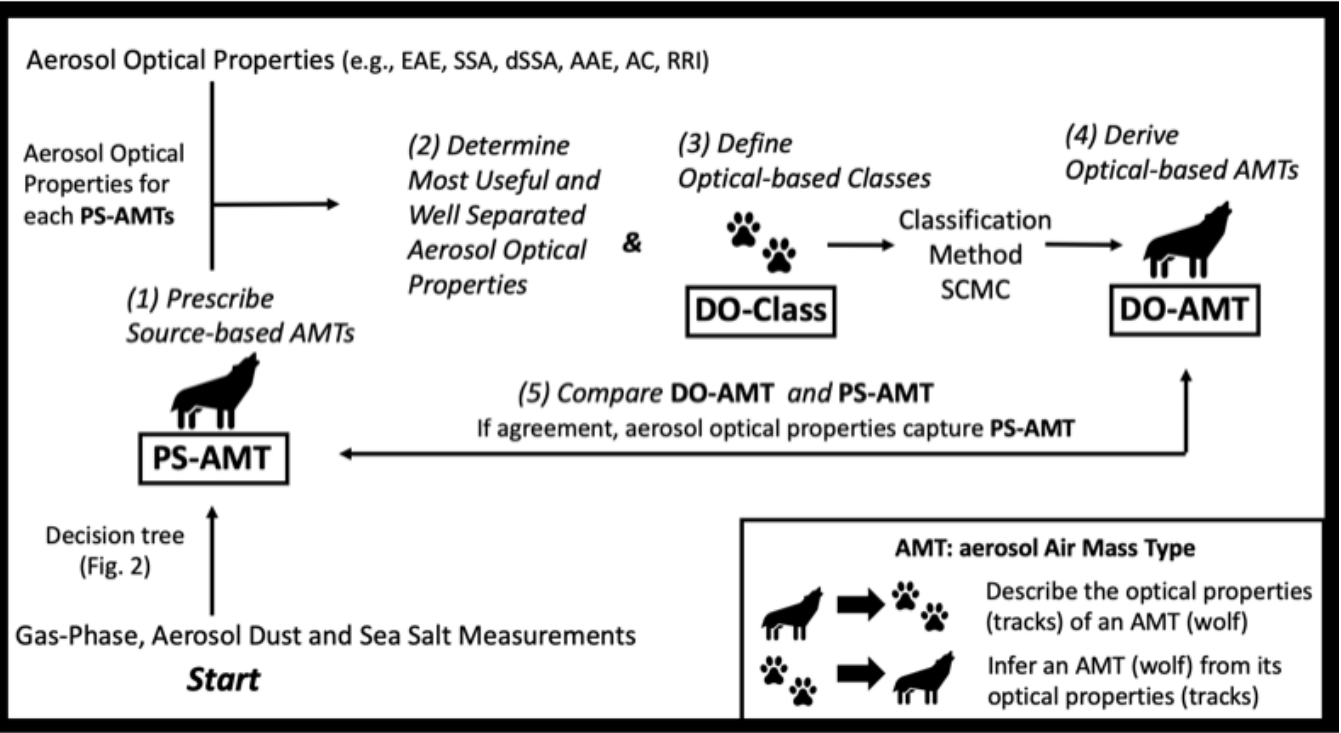 Aerosol Optical Properties (e.g., EAE, SSA, dSSA, AAE, AC, RRI)
Aerosol Optical
Properties for
each PS-AMTs
(1) Prescribe
Source-based AMTs
PS-AMT
Decision tree
(Fig. 2)
Gas-Phase, Aerosol Dust and Sea Salt Measurements
Start
(2) Determine
Most Useful and
Well Separated
Aerosol Optical
Properties
&
(3) Define
Optical-based Classes
DO-Class
Classification
Method
SCMC
(4) Derive
Optical-based AMTs
DO-AMT
(5) Compare DO-AMT and PS-AMT
If agreement, aerosol optical properties capture PS-AMT
AMT: aerosol Air Mass Type
Describe the optical properties
(tracks) of an AMT (wolf)
Infer an AMT (wolf) from its
optical properties (tracks)